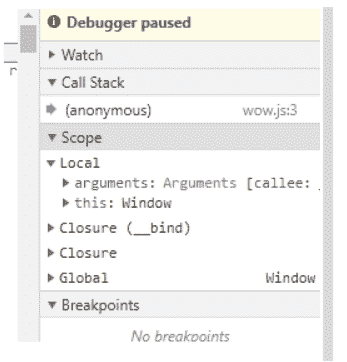 Debugger paused
Watch
Call Stack
(anonymous) wow.js:3
Scope
Local
arguments: Arguments [callee:
this: Window
Closure (__bind)
Closure
Global Window
Breakpoints
No breakpoints